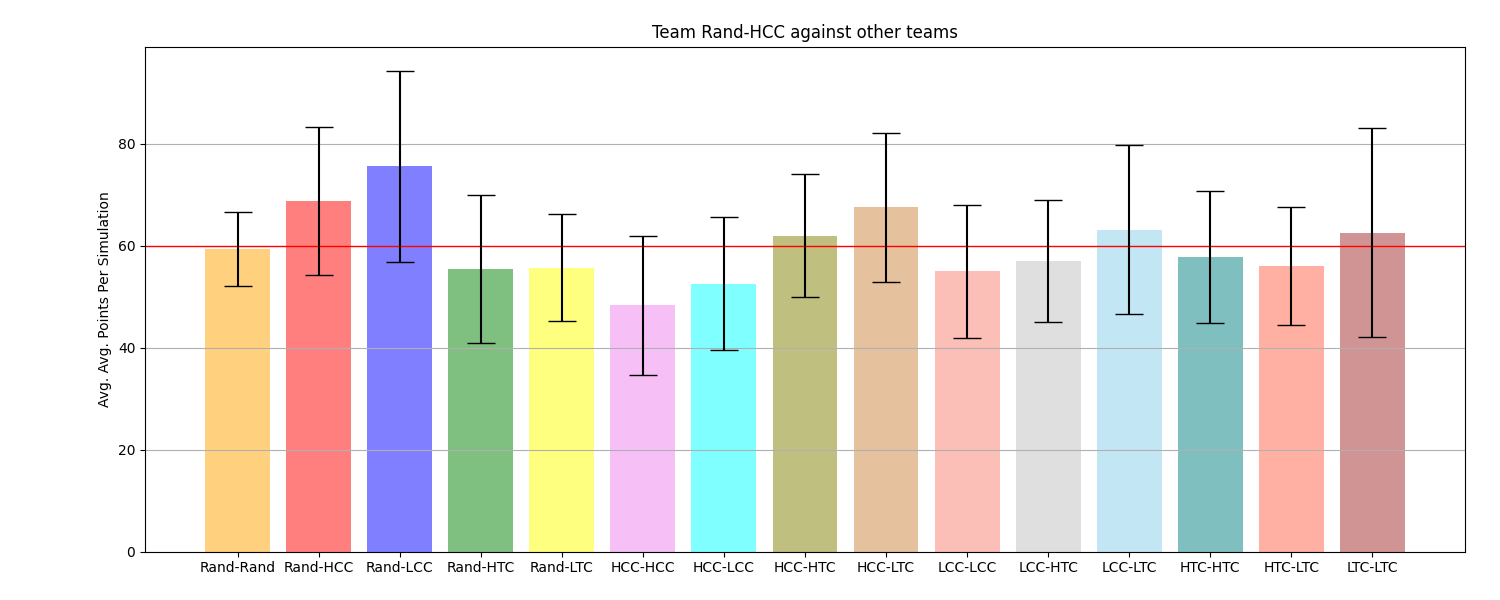 Team Rand-HCC against other teams
Avg. Avg. Points Per Simulation
80
60
40
20
0
Rand-Rand Rand-HCC Rand-LCC Rand-HTC Rand-LTC HCC-HCC HCC-LCC HCC-HTC HCC-LTC LCC-LCC LCC-HTC LCC-LTC HTC-HTC HTC-LTC LTC-LTC